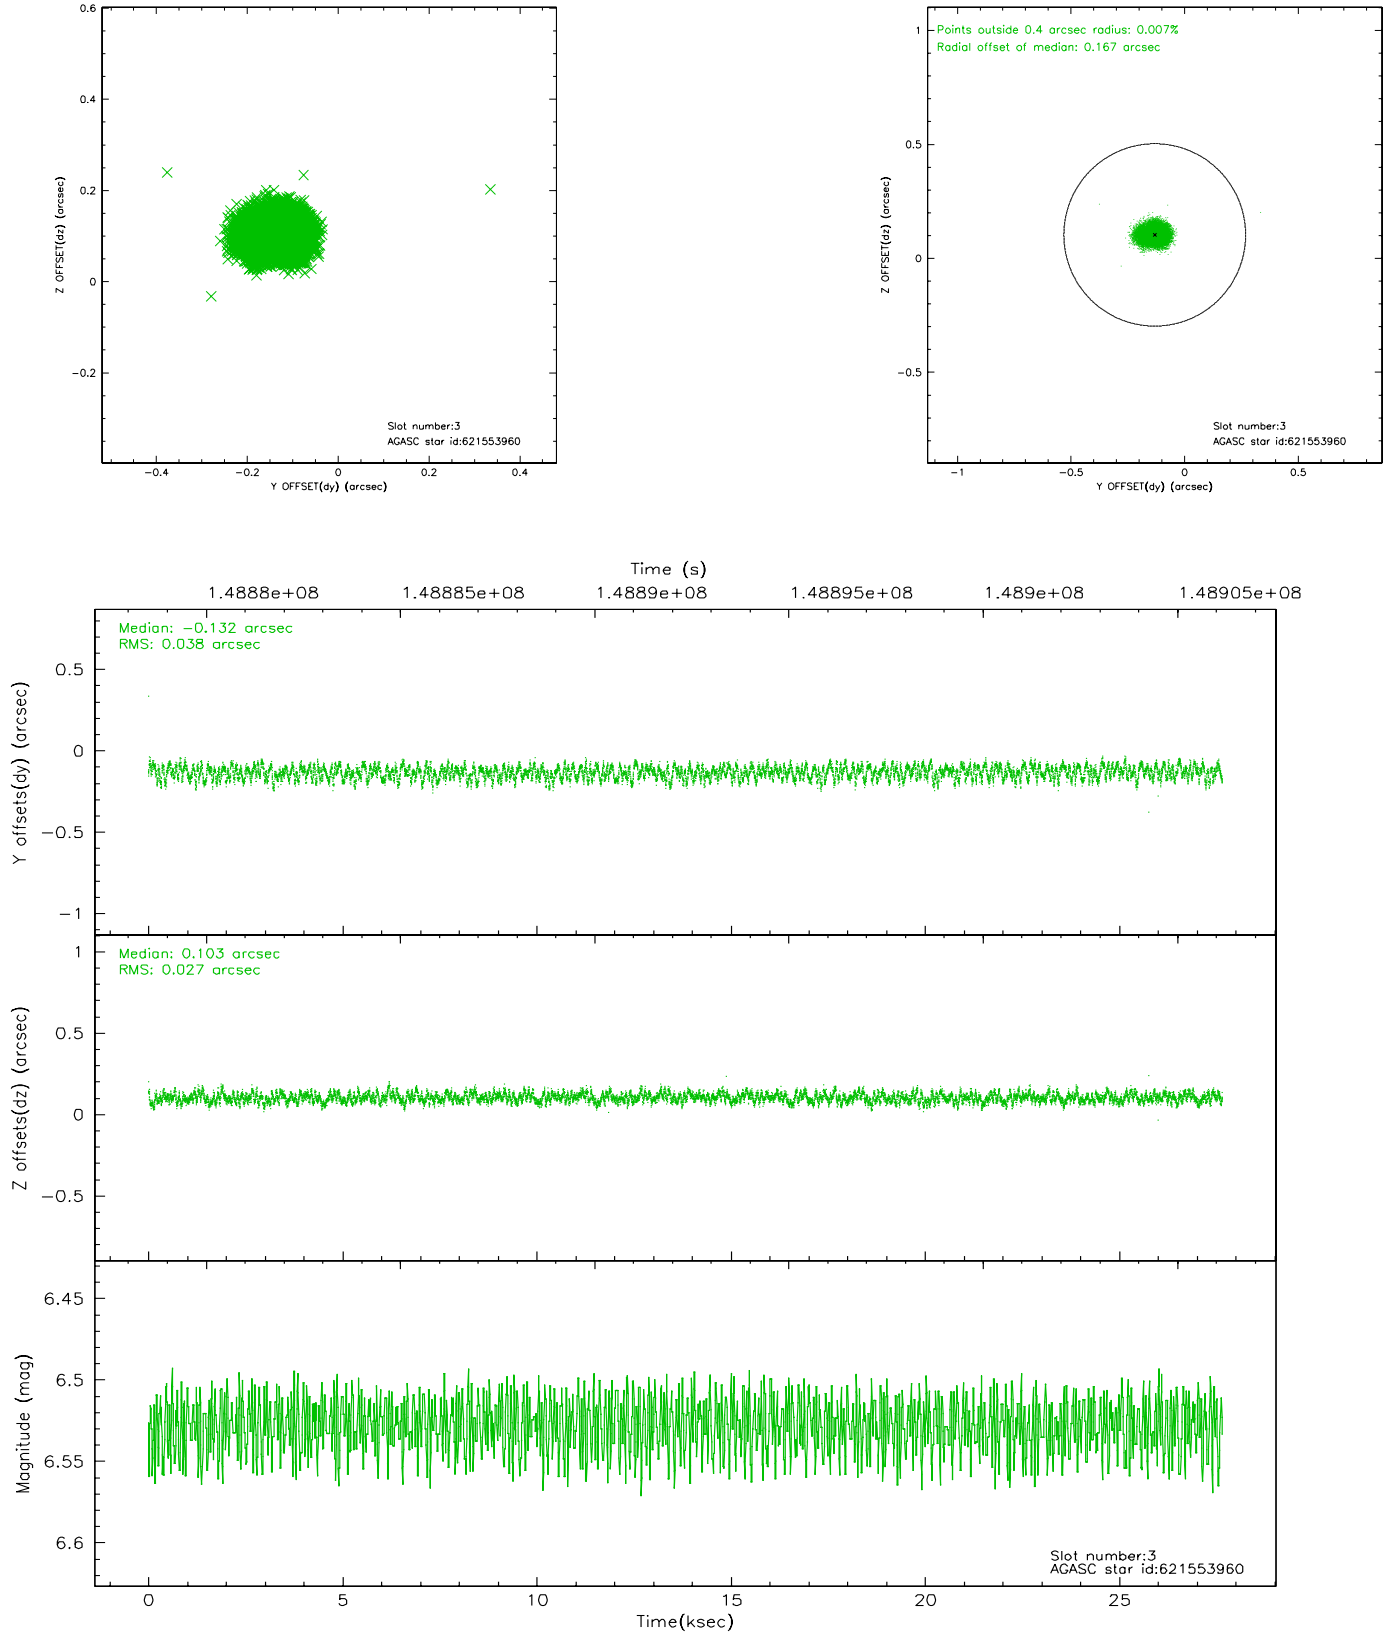 0.6
0.4
0.2
0
-0.2
Z OFFSET(dz) (arcsec)
Slot number:3
AGASC star id:621553960
-0.4 -0.2 0 0.2 0.4
Y OFFSET(dy) (arcsec)
Points outside 0.4 arcsec radius: 0.007%
Radial offset of median: 0.167 arcsec
1
0.5
0
-0.5
Z OFFSET(dz) (arcsec)
Slot number:3
AGASC star id:621553960
-1 -0.5 0 0.5
Y OFFSET(dy) (arcsec)
Time (s)
1.4888e+08 1.48885e+08 1.4889e+08 1.48895e+08 1.489e+08 1.48905e+08
Median: -0.132 arcsec
RMS: 0.038 arcsec
0.5
0
-0.5
-1
Y offsets(dy) (arcsec)
Median: 0.103 arcsec
RMS: 0.027 arcsec
1
0.5
0
-0.5
Z offsets(dz) (arcsec)
6.45
6.5
6.55
6.6
Magnitude (mag)
Slot number:3
AGASC star id:621553960
0 5 10 15 20 25
Time(ksec)